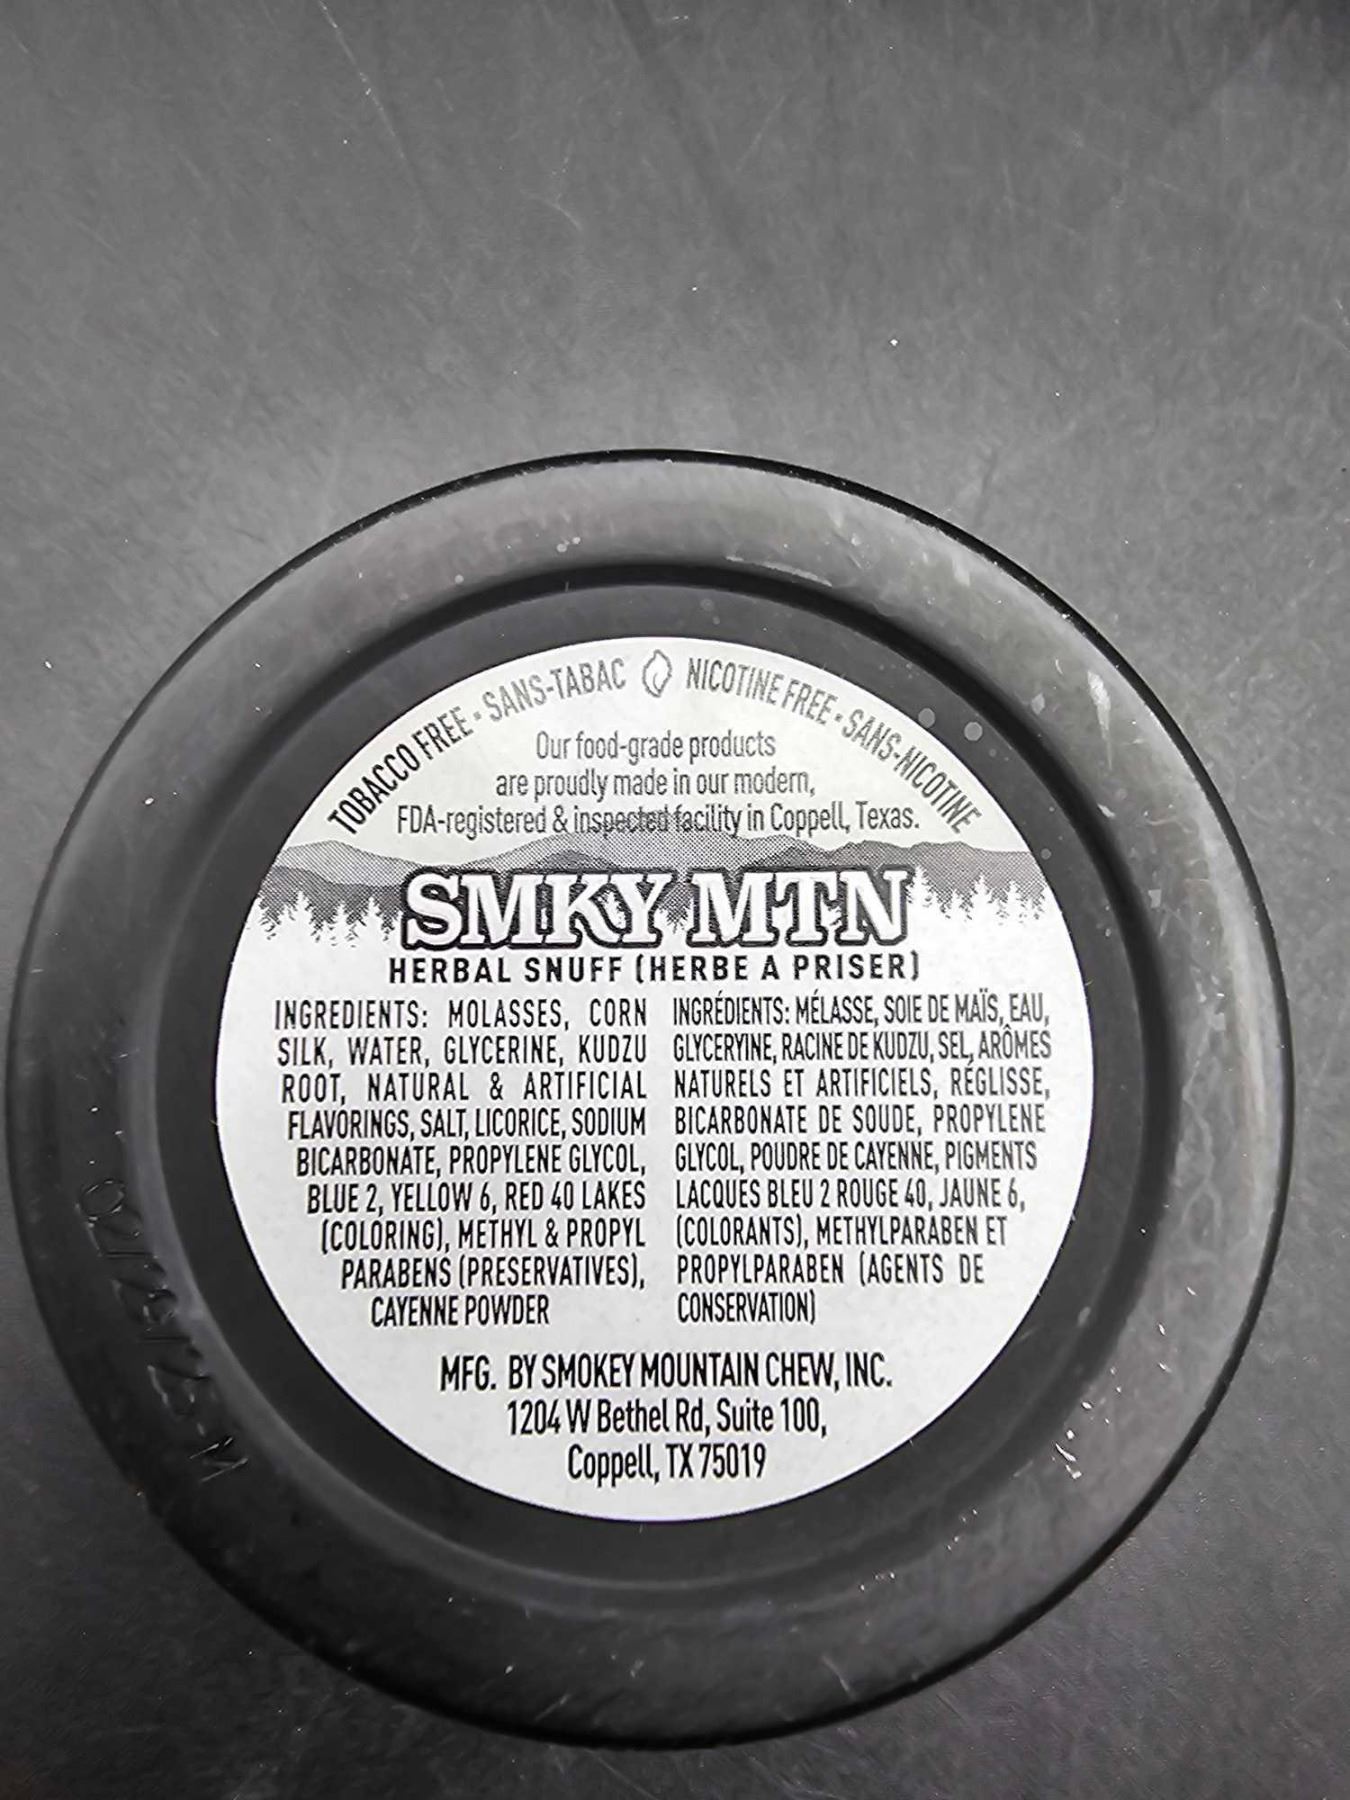 TOBACCO FREE - SANS-TABAC NICOTINE FREE - SANS-NICOTINE
Our food-grade products
are proudly made in our modern,
FDA-registered & inspected facility in Coppell, Texas.
SMKY MTN
HERBAL SNUFF (HERBE A PRISER)
INGREDIENTS: MOLASSES, CORN
SILK, WATER, GLYCERINE, KUDZU
ROOT, NATURAL & ARTIFICIAL
FLAVORINGS, SALT, LICORICE, SODIUM
BICARBONATE, PROPYLENE GLYCOL,
BLUE 2, YELLOW 6, RED 40 LAKES
(COLORING), METHYL & PROPYL
PARABENS (PRESERVATIVES),
CAYENNE POWDER
INGRÉDIENTS: MÉLASSE, SOIE DE MAÏS, EAU,
GLYCERYINE, RACINE DE KUDZU, SEL, ARÔMES
NATURELS ET ARTIFICIELS, RÉGLISSE,
BICARBONATE DE SOUDE, PROPYLENE
GLYCOL, POUDRE DE CAYENNE, PIGMENTS
LACQUES BLEU 2 ROUGE 40, JAUNE 6,
(COLORANTS), METHYLPARABEN ET
PROPYLPARABEN (AGENTS DE
CONSERVATION)
MFG. BY SMOKEY MOUNTAIN CHEW, INC.
1204 W Bethel Rd, Suite 100,
Coppell, TX 75019